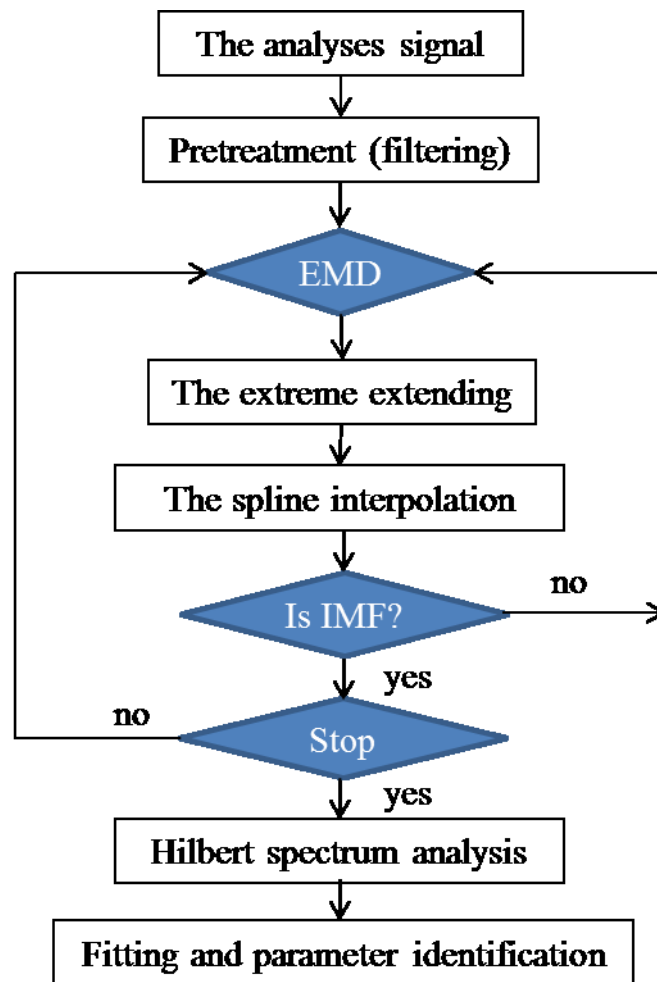 The analyses signal
Pretreatment (filtering)
EMD
The extreme extending
The spline interpolation
Is IMF?
no
yes
no
Stop
yes
Hilbert spectrum analysis
Fitting and parameter identification